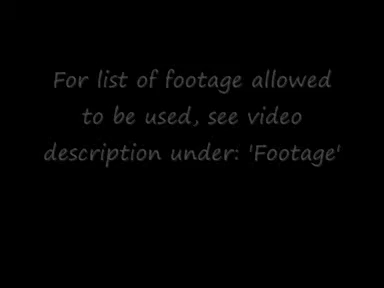 For list of footage allowed
to be used, see video
description under: 'Footage'